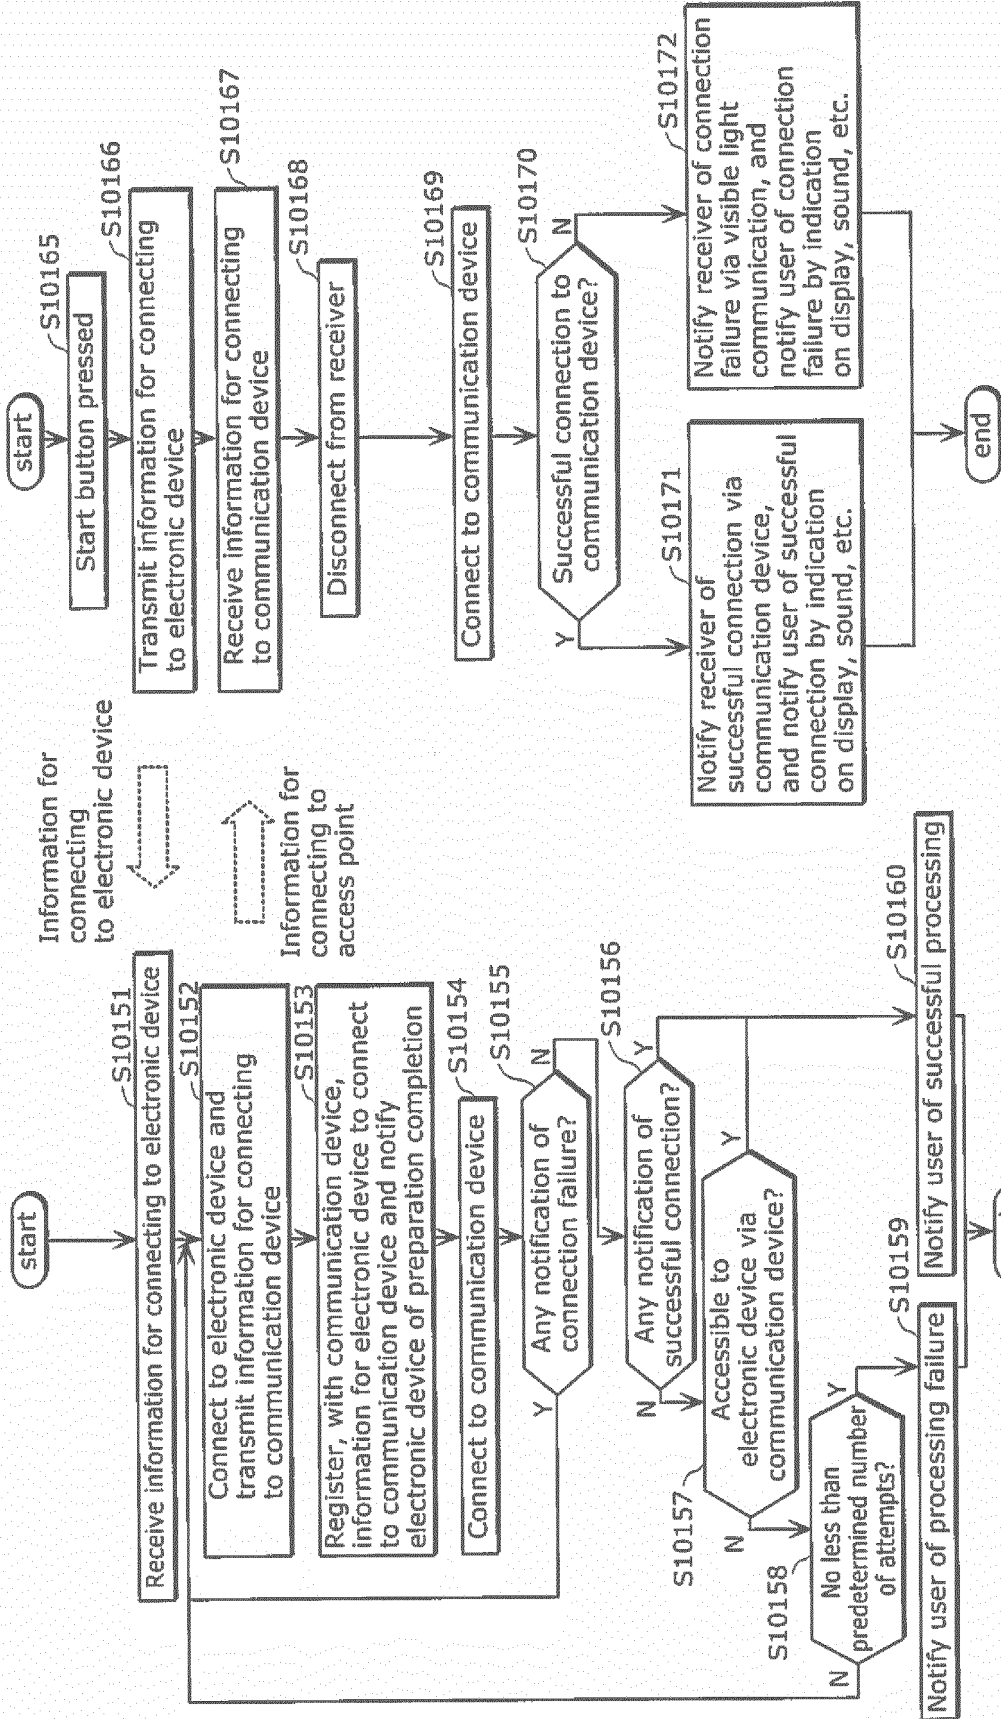 start
S10151
Receive information for connecting to electronic device
S10152
Connect to electronic device and
transmit information for connecting
to communication device
S10153
Register, with communication device,
information for electronic device to connect
to communication device and notify
electronic device of preparation completion
S10154
Connect to communication device
S10155
Any notification of
connection failure?
Y
N
S10156
Any notification of
successful connection?
N
Y
S10157
Accessible to
electronic device via
communication device?
N
Y
S10158
No less than
predetermined number
of attempts?
N
Y
S10159
Notify user of processing failure
S10160
Notify user of successful processing
Information for
connecting
to electronic device
Information for
connecting to
access point
start
S10165
Start button pressed
S10166
Transmit information for connecting
to electronic device
S10167
Receive information for connecting
to communication device
S10168
Disconnect from receiver
S10169
Connect to communication device
S10170
Successful connection to
communication device?
Y
N
S10171
Notify receiver of
successful connection via
communication device,
and notify user of successful
connection by indication
on display, sound, etc.
S10172
Notify receiver of connection
failure via visible light
communication, and
notify user of connection
failure by indication
on display, sound, etc.
end